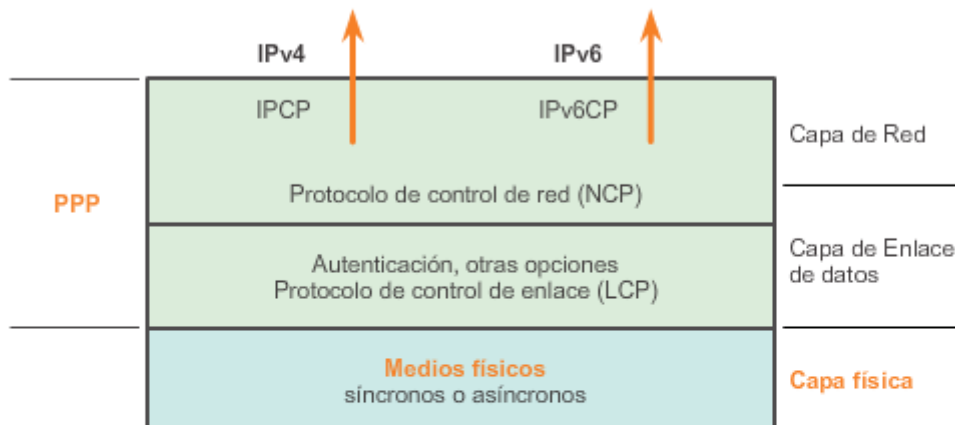 IPv4
IPv6
IPCP
IPv6CP
Capa de Red
PPP
Protocolo de control de red (NCP)
Autenticación, otras opciones
Protocolo de control de enlace (LCP)
Capa de Enlace
de datos
Medios físicos
síncronos o asíncronos
Capa física